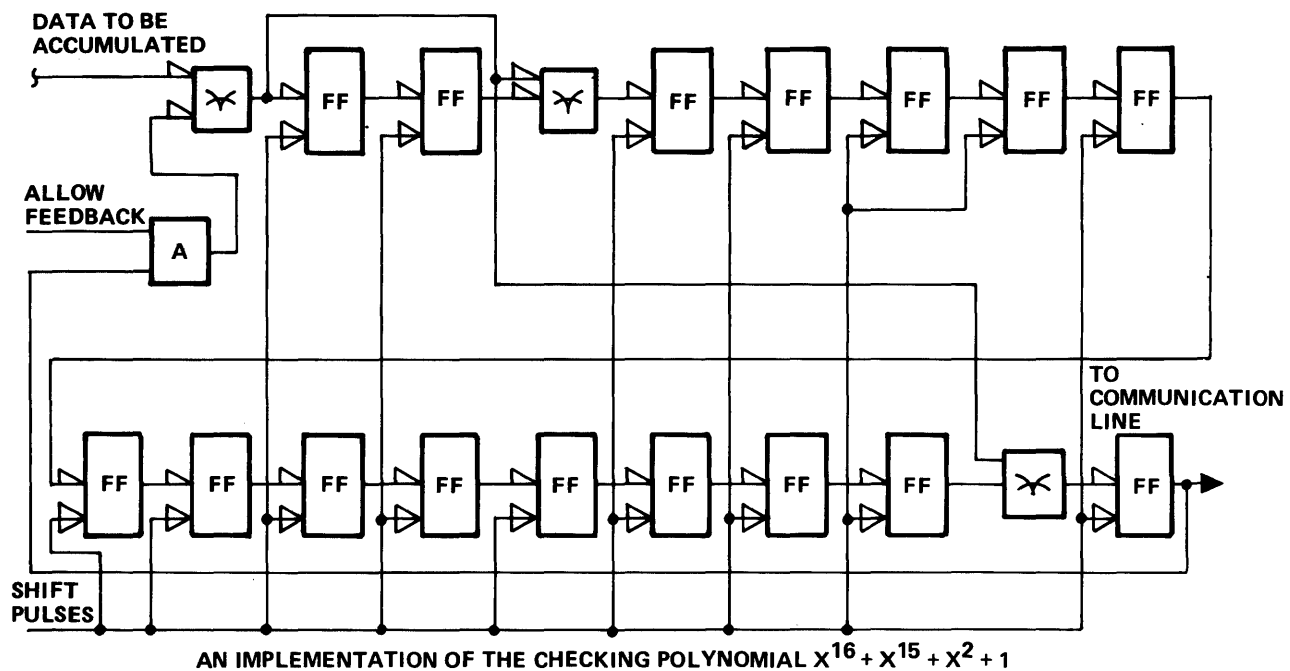 DATA TO BE
ACCUMULATED
FF
FF
FF
FF
FF
FF
FF
ALLOW
FEEDBACK
A
TO
COMMUNICATION
LINE
FF
FF
FF
FF
FF
FF
FF
FF
FF
SHIFT
PULSES
AN IMPLEMENTATION OF THE CHECKING POLYNOMIAL X¹⁶ + X¹⁵ + X² + 1